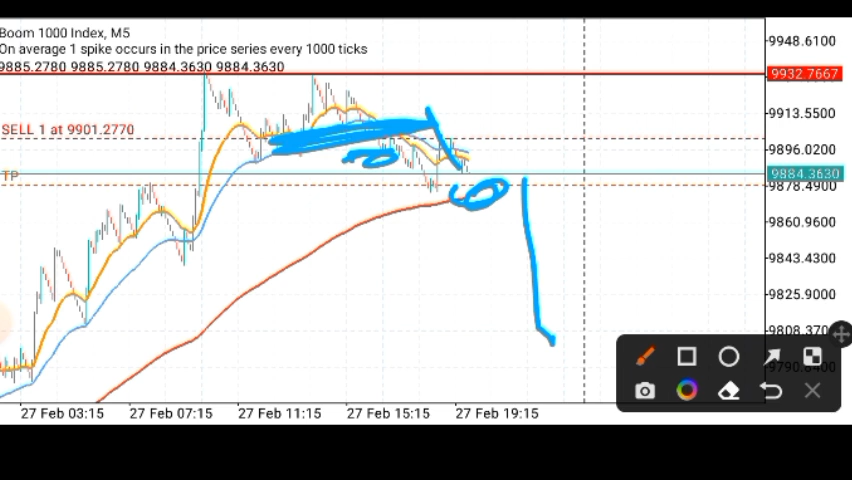 Boom 1000 Index, M5
On average 1 spike occurs in the price series every 1000 ticks
9885.2780 9885.2780 9884.3630 9884.3630
9948.6100
9932.7667
9913.5500
SELL 1 at 9901.2770
9896.0200
TP
9884.3630
9878.4900
9860.9600
9843.4300
9825.9000
9808.3700
9790.8400
27 Feb 03:15 27 Feb 07:15 27 Feb 11:15 27 Feb 15:15 27 Feb 19:15